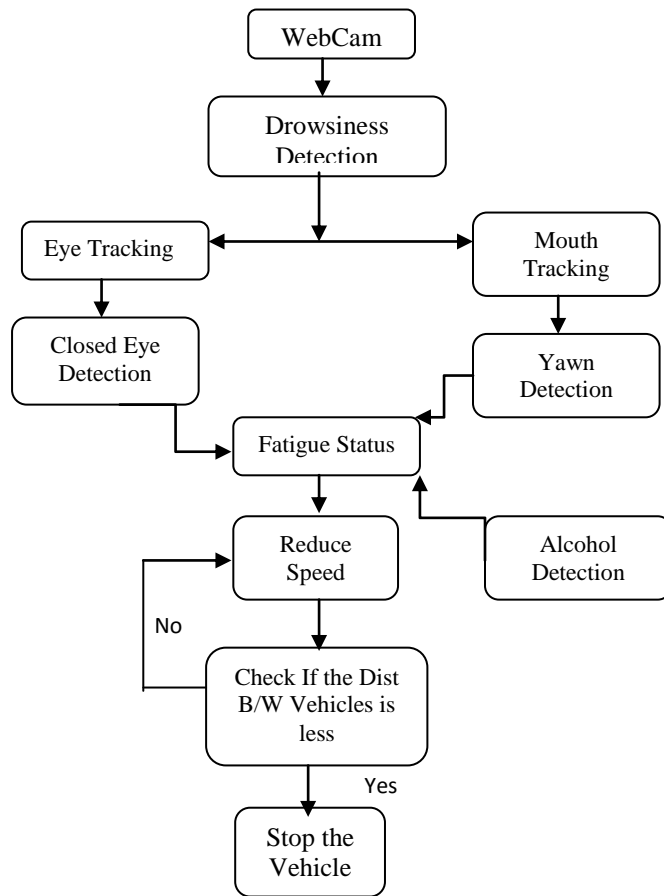 WebCam
Drowsiness
Detection
Eye Tracking
Mouth
Tracking
Closed Eye
Detection
Yawn
Detection
Fatigue Status
Reduce
Speed
Alcohol
Detection
No
Check If the Dist
B/W Vehicles is
less
Yes
Stop the
Vehicle